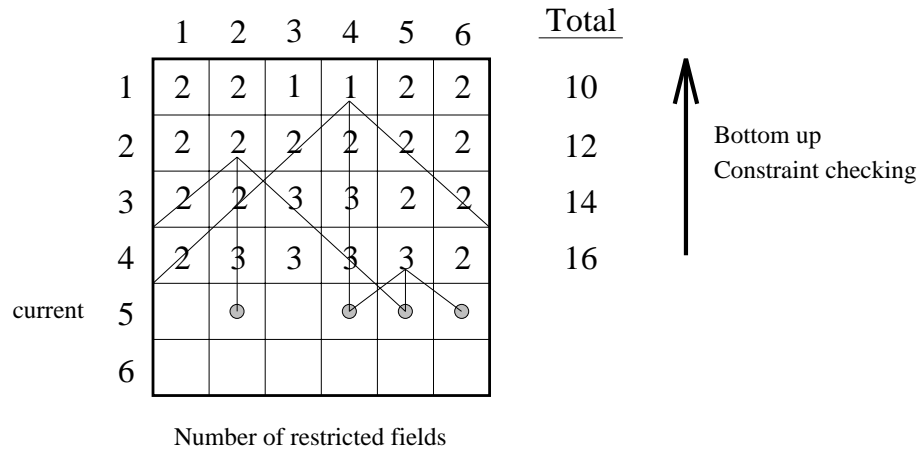 1 2 3 4 5 6 Total
1 2 2 1 1 2 2 10
2 2 2 2 2 2 2 12
3 2 2 3 3 2 2 14
4 2 3 3 3 3 2 16
current 5
6
Bottom up
Constraint checking
Number of restricted fields